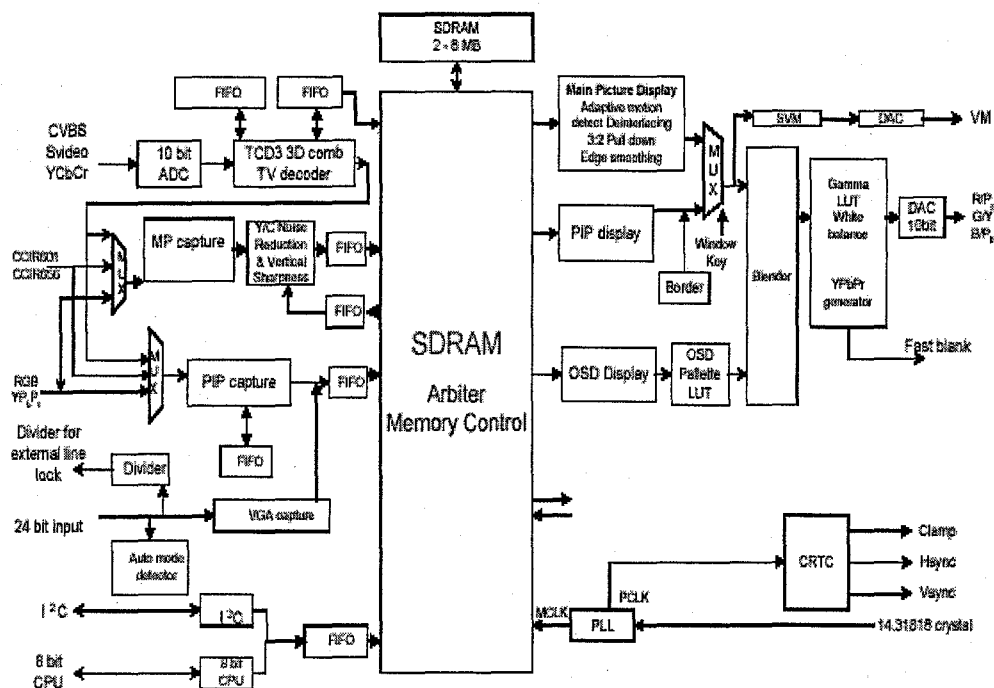 SDRAM
2 × 8 MB
FIFO
FIFO
CVBS
Svideo
YCbCr
10 bit
ADC
TCD3 3D comb
TV decoder
Main Picture Display
Adaptive motion
detect Deinterlacing
3:2 Pull down
Edge smoothing
MUX
SVM
DAC
VM
CCIR601
CCIR656
MUX
MP capture
Y/C Noise
Reduction
& Vertical
Sharpness
FIFO
FIFO
PIP display
Border
Window
Key
Blendor
Gamma
LUT
White
balance
YPbPr
generator
DAC
10bit
R/Pr
G/Y
B/Pb
Fast blank
SDRAM
Arbiter
Memory Control
RGB
MUX
PIP capture
FIFO
FIFO
OSD Display
OSD
Pallette
LUT
Divider for
external line
lock
Divider
24 bit input
VGA capture
Auto mode
detector
I²C
I²C
8 bit
CPU
8 bit
CPU
FIFO
MCLK
PLL
PCLK
CRTC
Clamp
Hsync
Vsync
14.31818 crystal